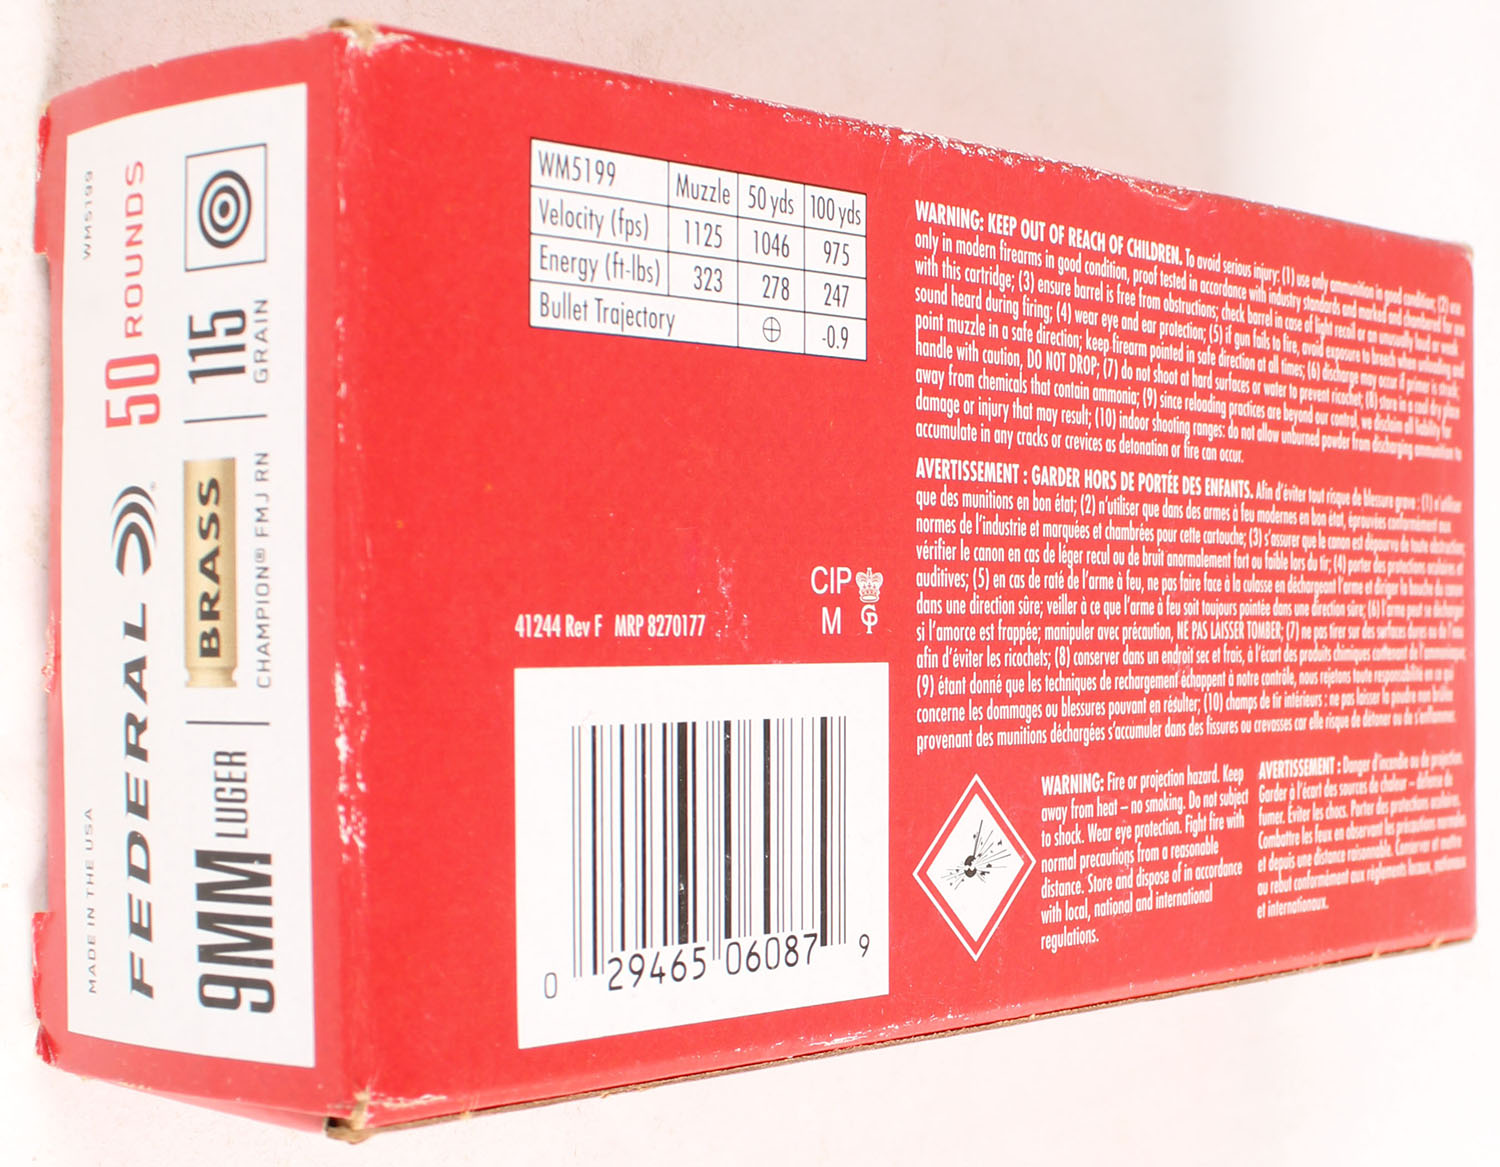 MADE IN THE USA WM5199
FEDERAL 50 ROUNDS
9MM LUGER BRASS 115 GRAIN
CHAMPION® FMJ RN
WM5199 Muzzle 50 yds 100 yds
Velocity (fps) 1125 1046 975
Energy (ft-lbs) 323 278 247
Bullet Trajectory ⊕ -0.9
CIP
M GP
41244 Rev F MRP 8270177
0 29465 06087 9
WARNING: KEEP OUT OF REACH OF CHILDREN. To avoid serious injury: (1) use only ammunition in good condition; (2) use
only in modern firearms in good condition, proof tested in accordance with industry standards and marked and chambered for use
with this cartridge; (3) ensure barrel is free from obstructions; check barrel in case of light recoil or an unusually loud or weak
sound heard during firing; (4) wear eye and ear protection; (5) if gun fails to fire, avoid exposure to breech when unloading and
point muzzle in a safe direction; keep firearm pointed in safe direction at all times; (6) discharge may occur if primer is struck,
handle with caution, DO NOT DROP; (7) do not shoot at hard surfaces or water to prevent ricochet; (8) store in a cool dry place
away from chemicals that contain ammonia; (9) since reloading practices are beyond our control, we disclaim all liability for
damage or injury that may result; (10) indoor shooting ranges: do not allow unburned powder from discharging ammunition to
accumulate in any cracks or crevices as detonation or fire can occur.
AVERTISSEMENT : GARDER HORS DE PORTÉE DES ENFANTS. Afin d'éviter tout risque de blessure grave : (1) n'utiliser
que des munitions en bon état; (2) n'utiliser que dans des armes à feu modernes en bon état, éprouvées conformément aux
normes de l'industrie et marquées et chambrées pour cette cartouche; (3) s'assurer que le canon est dépourvu de toute obstruction;
vérifier le canon en cas de léger recul ou de bruit anormalement fort ou faible lors du tir; (4) porter des protections oculaires et
auditives; (5) en cas de raté de l'arme à feu, ne pas faire face à la culasse en déchargeant l'arme et diriger la bouche du canon
dans une direction sûre; veiller à ce que l'arme à feu soit toujours pointée dans une direction sûre; (6) l'arme peut se décharger
si l'amorce est frappée; manipuler avec précaution, NE PAS LAISSER TOMBER; (7) ne pas tirer sur des surfaces dures ou de l'eau
afin d'éviter les ricochets; (8) conserver dans un endroit sec et frais, à l'écart des produits chimiques contenant de l'ammoniaque;
(9) étant donné que les techniques de rechargement échappent à notre contrôle, nous rejetons toute responsabilité en ce qui
concerne les dommages ou blessures pouvant en résulter; (10) champs de tir intérieurs : ne pas laisser la poudre non brûlée
provenant des munitions déchargées s'accumuler dans des fissures ou crevasses car elle risque de détoner ou de s'enflammer.
WARNING: Fire or projection hazard. Keep
away from heat – no smoking. Do not subject
to shock. Wear eye protection. Fight fire with
normal precautions from a reasonable
distance. Store and dispose of in accordance
with local, national and international
regulations.
AVERTISSEMENT : Danger d'incendie ou de projection.
Garder à l'écart des sources de chaleur – défense de
fumer. Éviter les chocs. Porter des protections oculaires.
Combattre les feux en observant les précautions normales
et depuis une distance raisonnable. Conserver et mettre
au rebut conformément aux règlements locaux, nationaux
et internationaux.